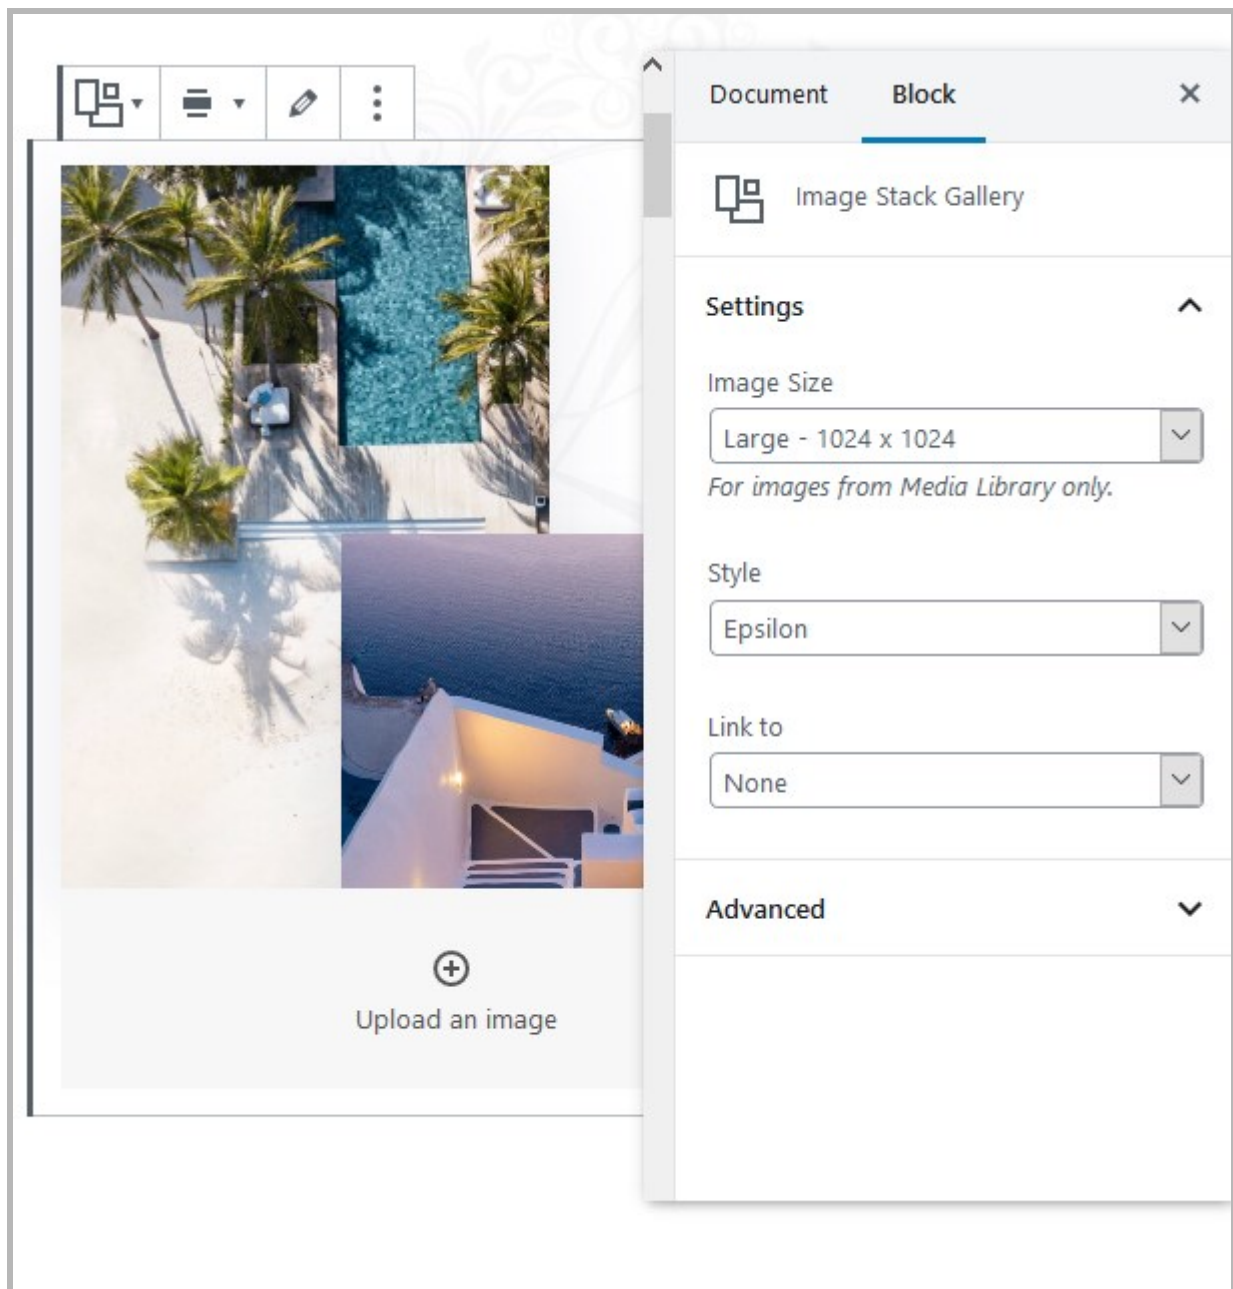 Document Block
Image Stack Gallery
Settings
Image Size
Large - 1024 x 1024
For images from Media Library only.
Style
Epsilon
Link to
None
Advanced
Upload an image